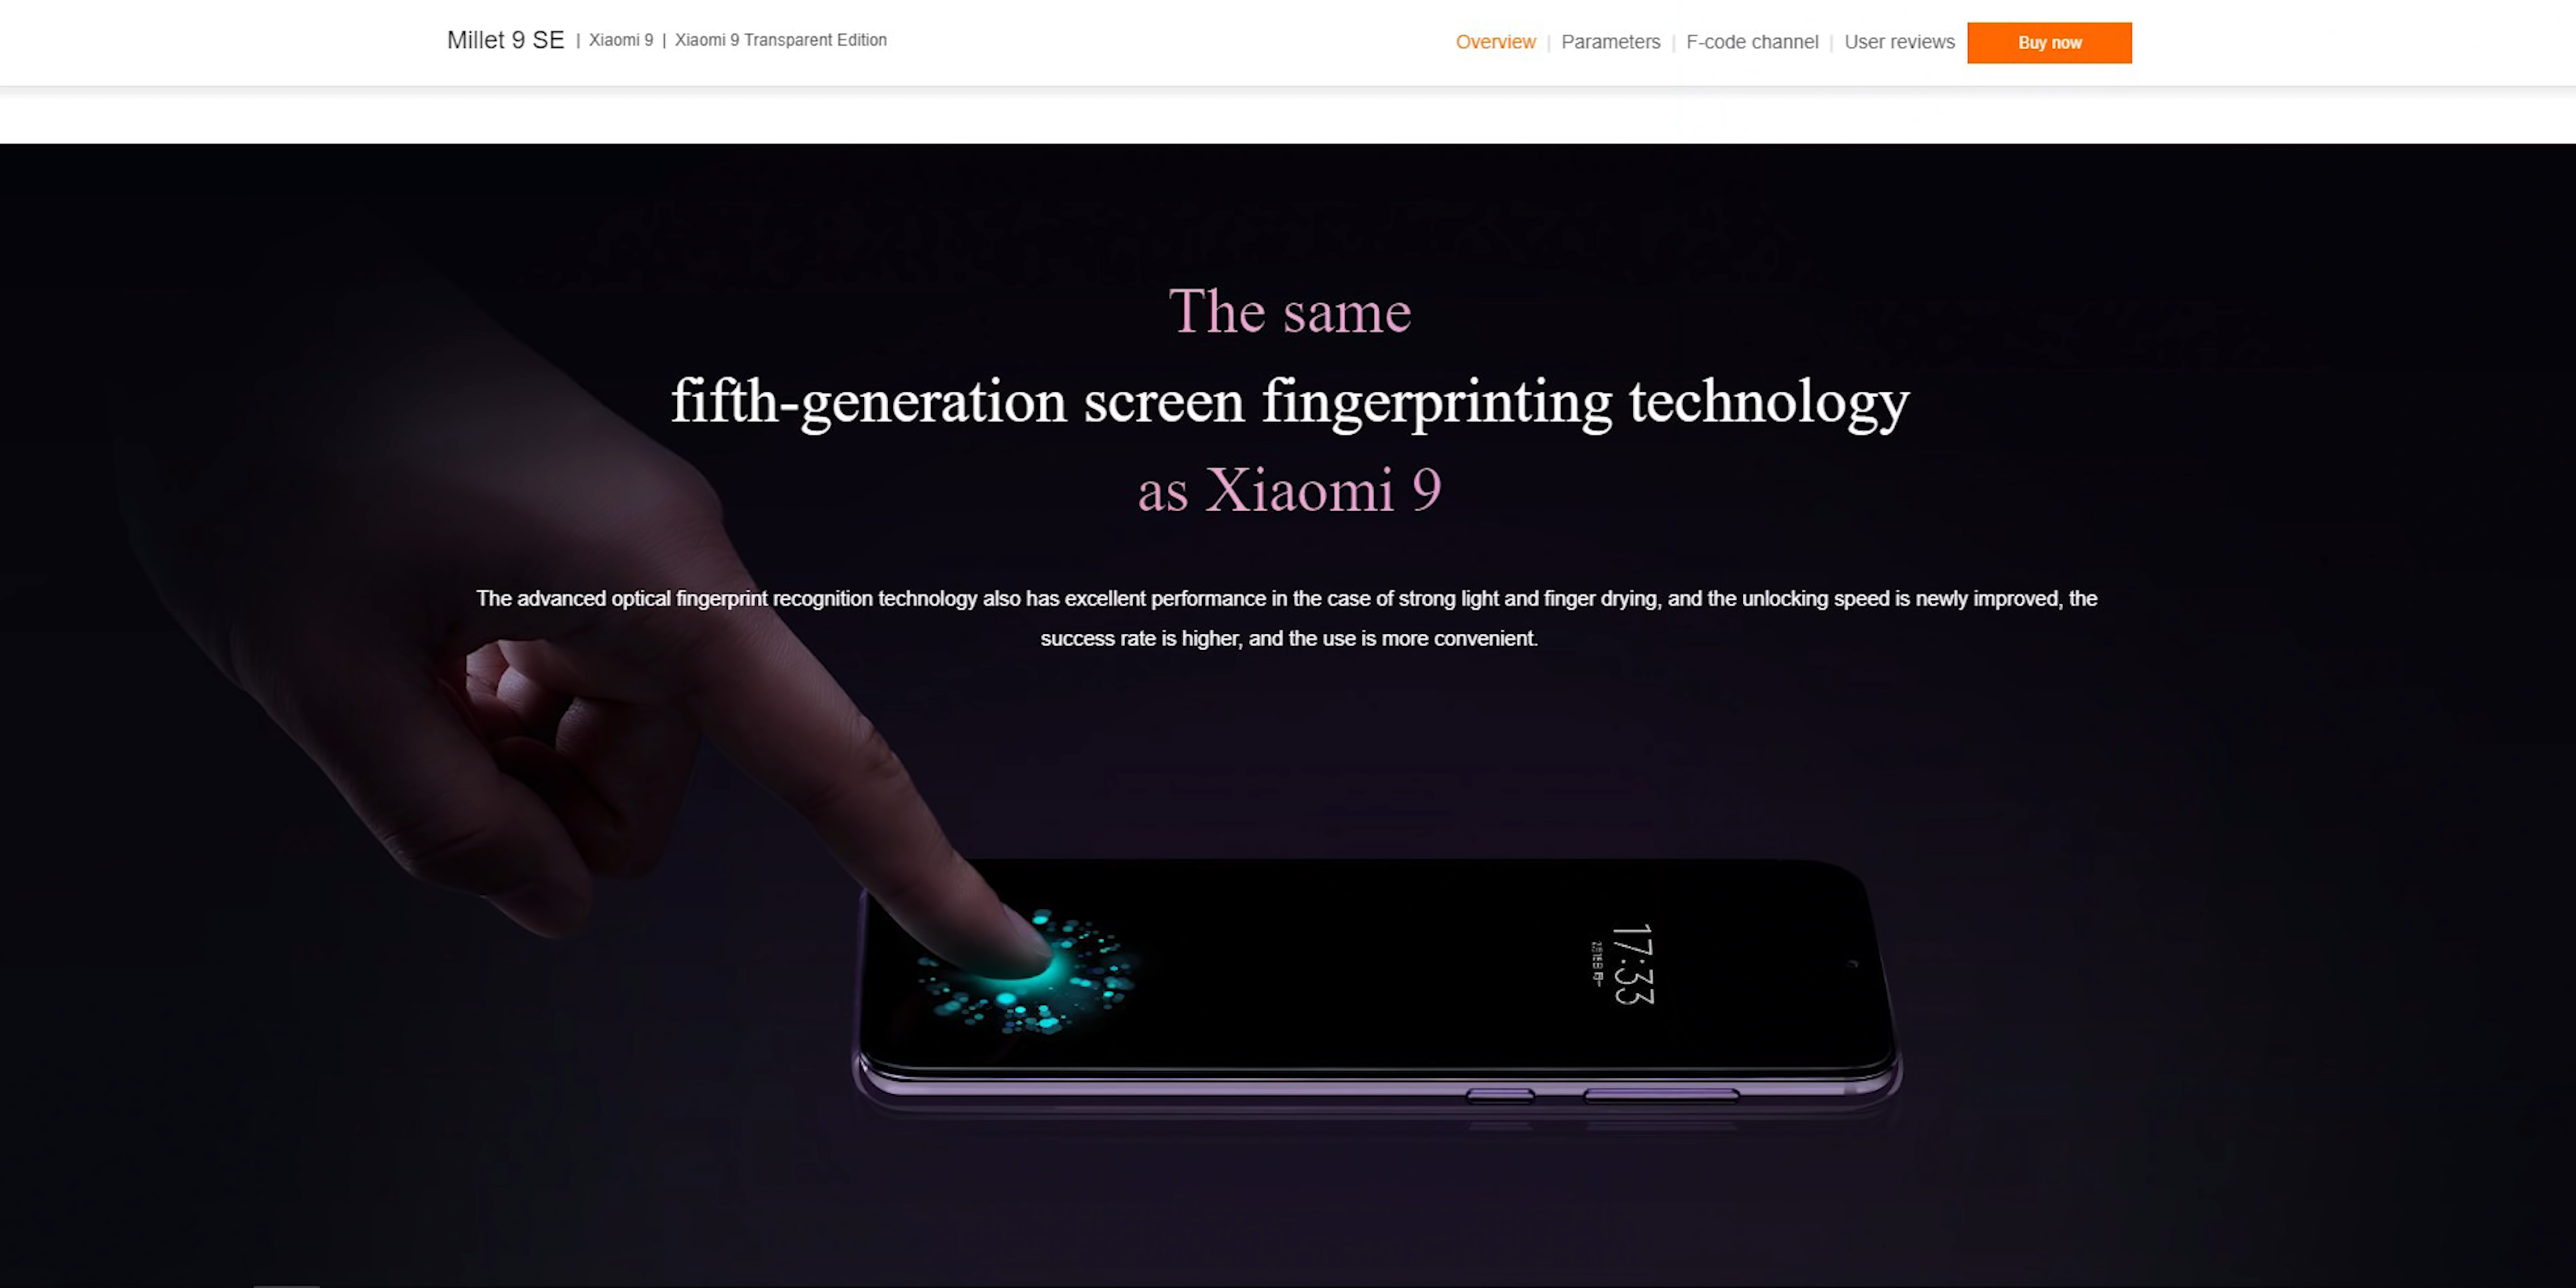 Millet 9 SE | Xiaomi 9 | Xiaomi 9 Transparent Edition
Overview | Parameters | F-code channel | User reviews
Buy now
The same
fifth-generation screen fingerprinting technology
as Xiaomi 9
The advanced optical fingerprint recognition technology also has excellent performance in the case of strong light and finger drying, and the unlocking speed is newly improved, the
success rate is higher, and the use is more convenient.
17:33